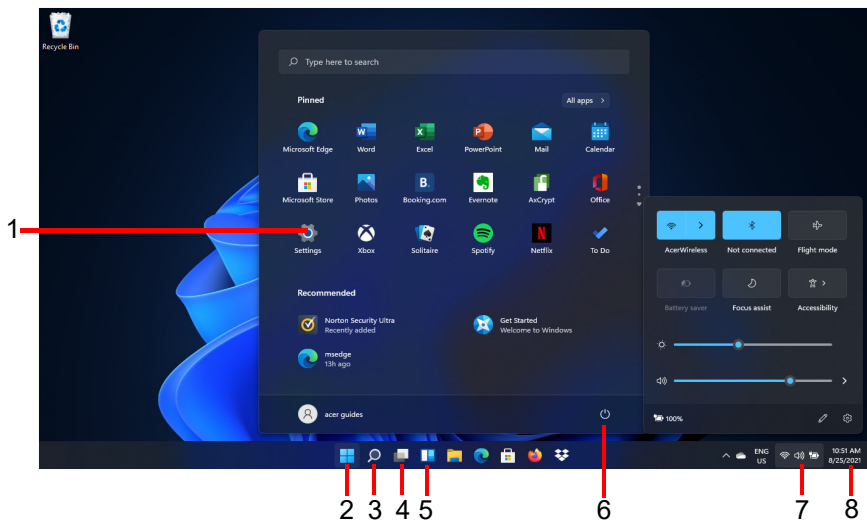 Recycle Bin
Type here to search
Pinned
All apps >
Microsoft Edge
Word
Excel
PowerPoint
Mail
Calendar
Microsoft Store
Photos
Booking.com
Evernote
AxCrypt
Office
Settings
Xbox
Solitaire
Spotify
Netflix
To Do
Recommended
Norton Security Ultra
Recently added
Get Started
Welcome to Windows
msedge
13h ago
acer guides
AcerWireless
Not connected
Flight mode
Battery saver
Focus assist
Accessibility
100%
ENG
US
10:51 AM
8/25/2021
1
2
3
4
5
6
7
8